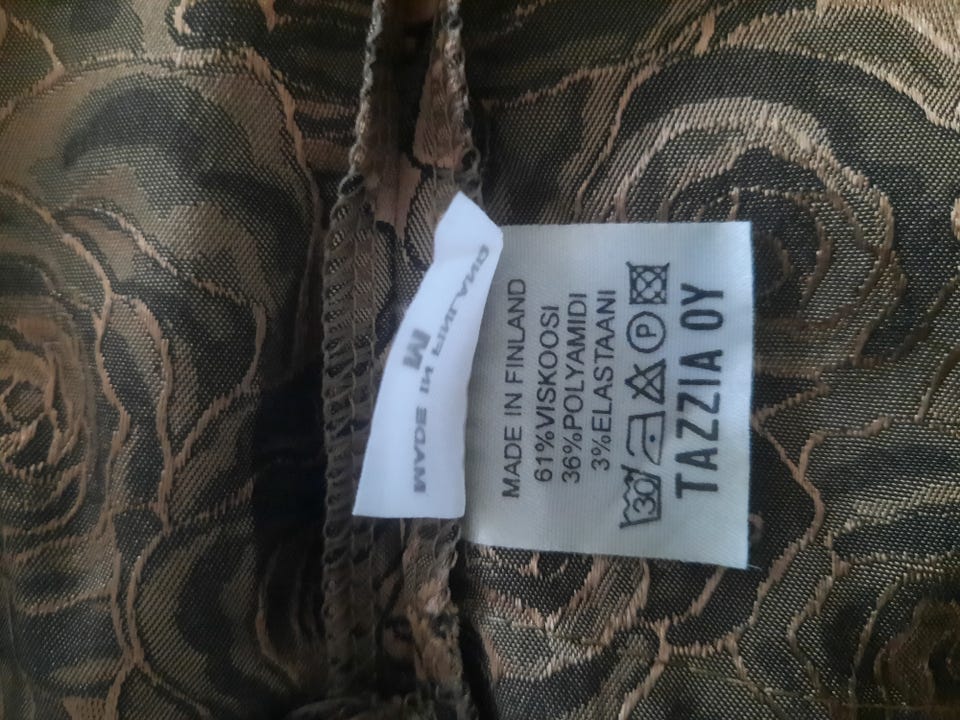 MADE IN FINLAND
M
MADE IN FINLAND
61%VISKOOSI
36%POLYAMIDI
3%ELASTAANI
30 P
TAZZIA OY